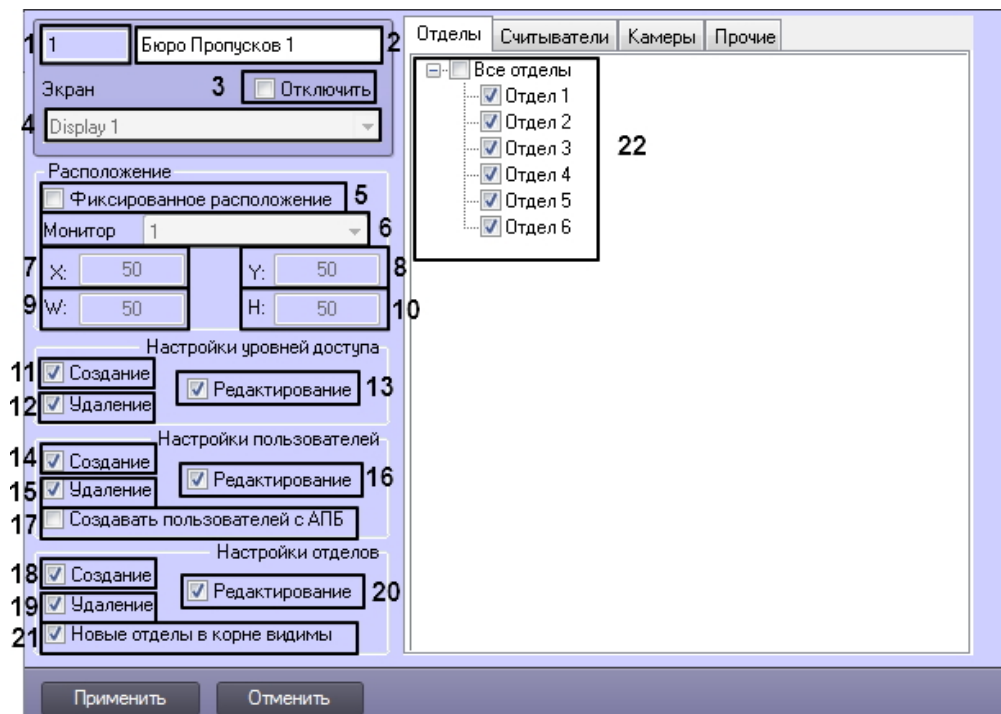 1 1 Бюро Пропусков 1 2
Экран 3 Отключить
4 Display 1
Расположение
Фиксированное расположение 5
Монитор 1 6
7 X: 50 Y: 50 8
9 W: 50 H: 50 10
Настройки уровней доступа
11 Создание
Редактирование 13
12 Удаление
Настройки пользователей
14 Создание
Редактирование 16
15 Удаление
17 Создавать пользователей с АПБ
Настройки отделов
18 Создание
Редактирование 20
19 Удаление
21 Новые отделы в корне видимы
Отделы Считыватели Камеры Прочие
Все отделы
Отдел 1
Отдел 2
Отдел 3 22
Отдел 4
Отдел 5
Отдел 6
Применить Отменить